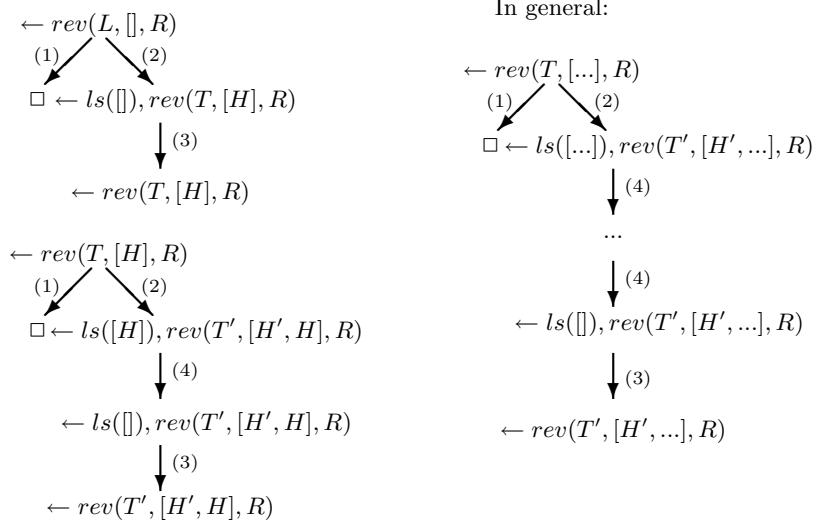 ← rev(L, [], R)
(1) (2)
□ ← ls([]), rev(T, [H], R)
(3)
← rev(T, [H], R)
← rev(T, [H], R)
(1) (2)
□ ← ls([H]), rev(T′, [H′, H], R)
(4)
← ls([]), rev(T′, [H′, H], R)
(3)
← rev(T′, [H′, H], R)
In general:
← rev(T, [...], R)
(1) (2)
□ ← ls([...]), rev(T′, [H′, ...], R)
(4)
...
(4)
← ls([]), rev(T′, [H′, ...], R)
(3)
← rev(T′, [H′, ...], R)